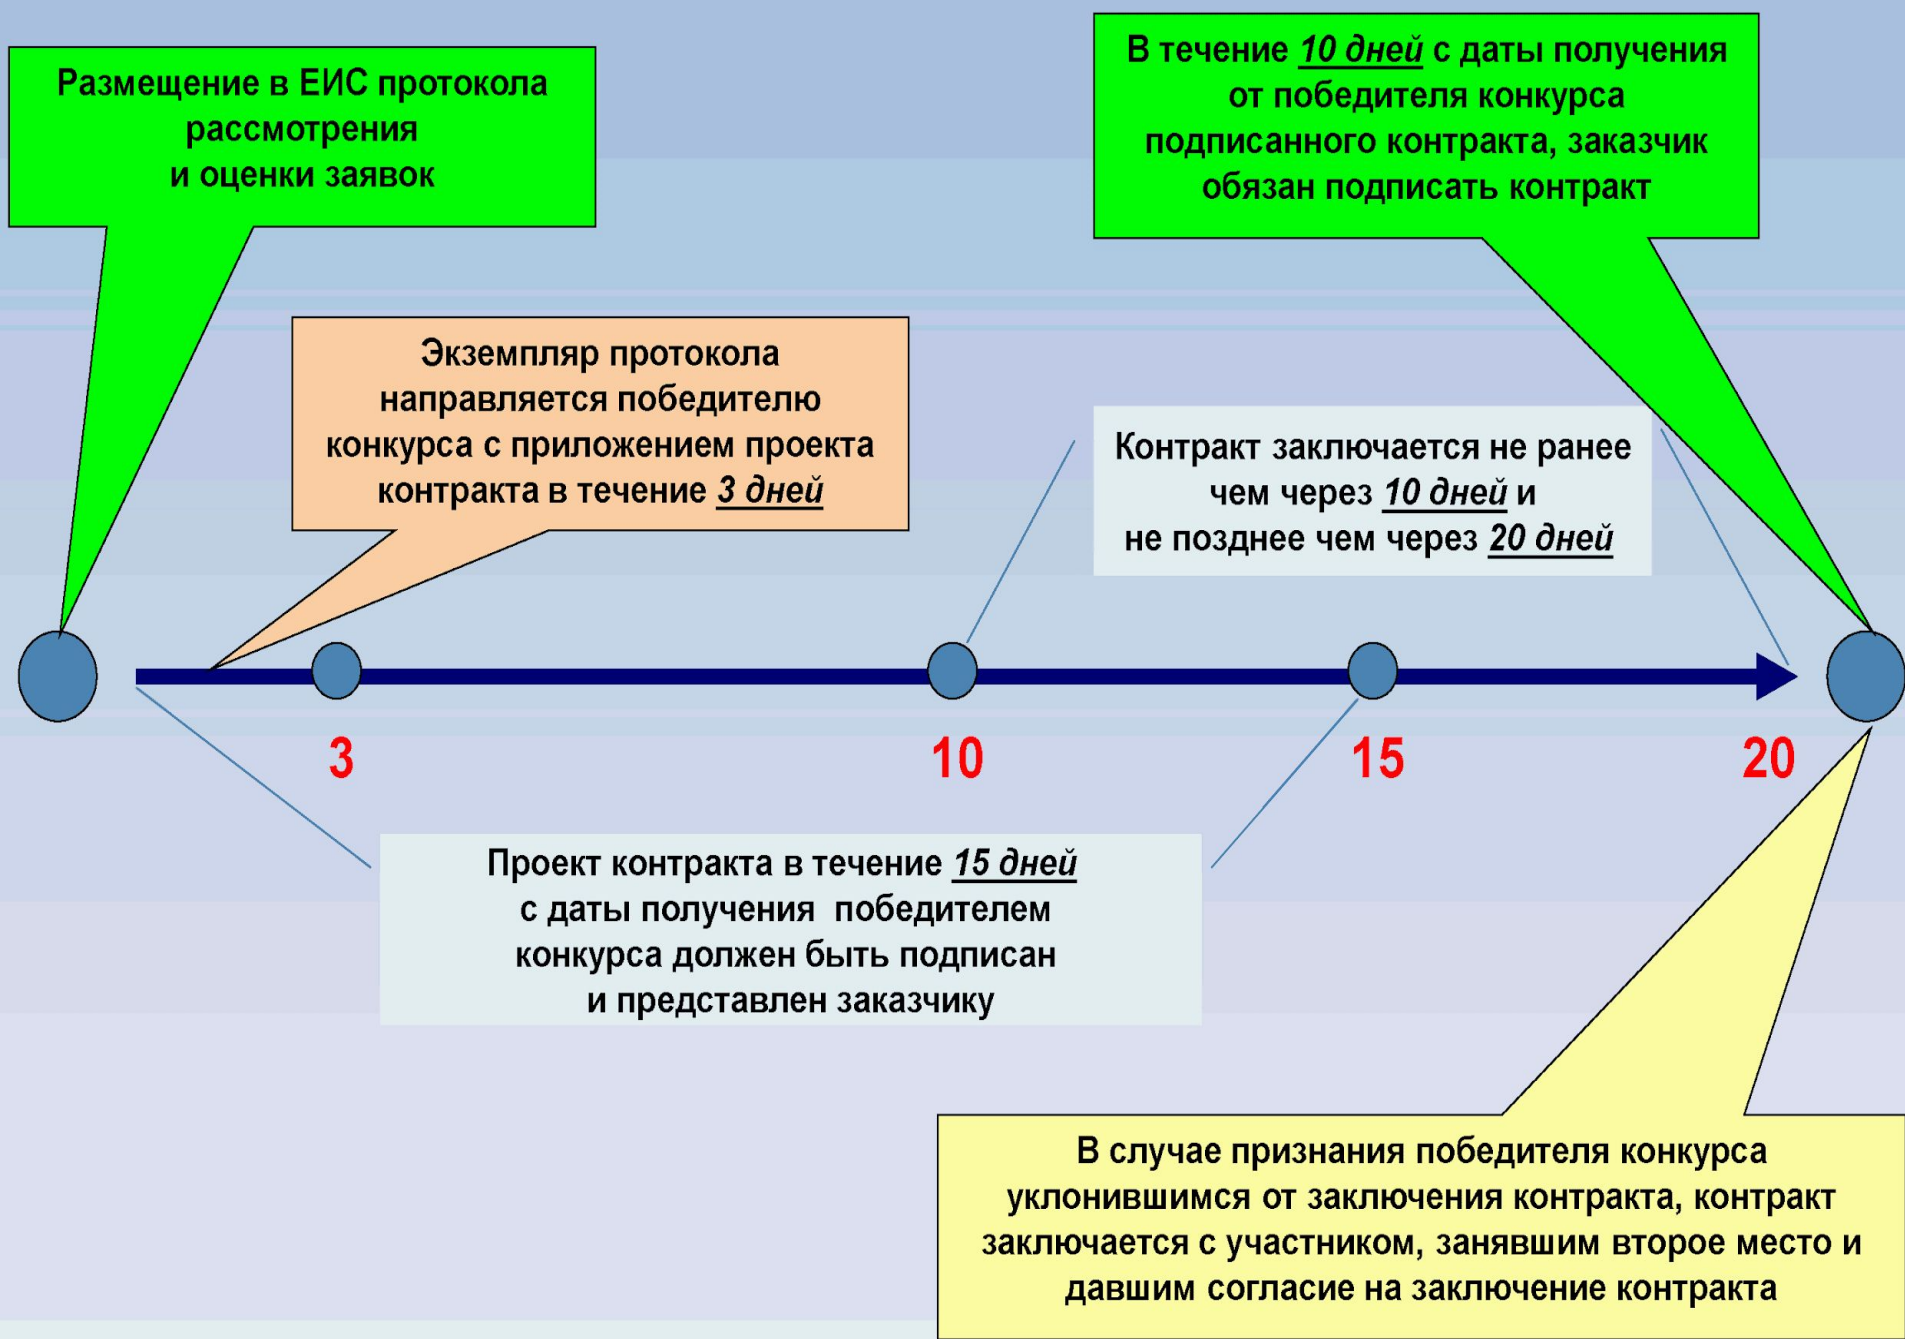 Размещение в ЕИС протокола
рассмотрения
и оценки заявок
В течение 10 дней с даты получения
от победителя конкурса
подписанного контракта, заказчик
обязан подписать контракт
Экземпляр протокола
направляется победителю
конкурса с приложением проекта
контракта в течение 3 дней
Контракт заключается не ранее
чем через 10 дней и
не позднее чем через 20 дней
3
10
15
20
Проект контракта в течение 15 дней
с даты получения победителем
конкурса должен быть подписан
и представлен заказчику
В случае признания победителя конкурса
уклонившимся от заключения контракта, контракт
заключается с участником, занявшим второе место и
давшим согласие на заключение контракта